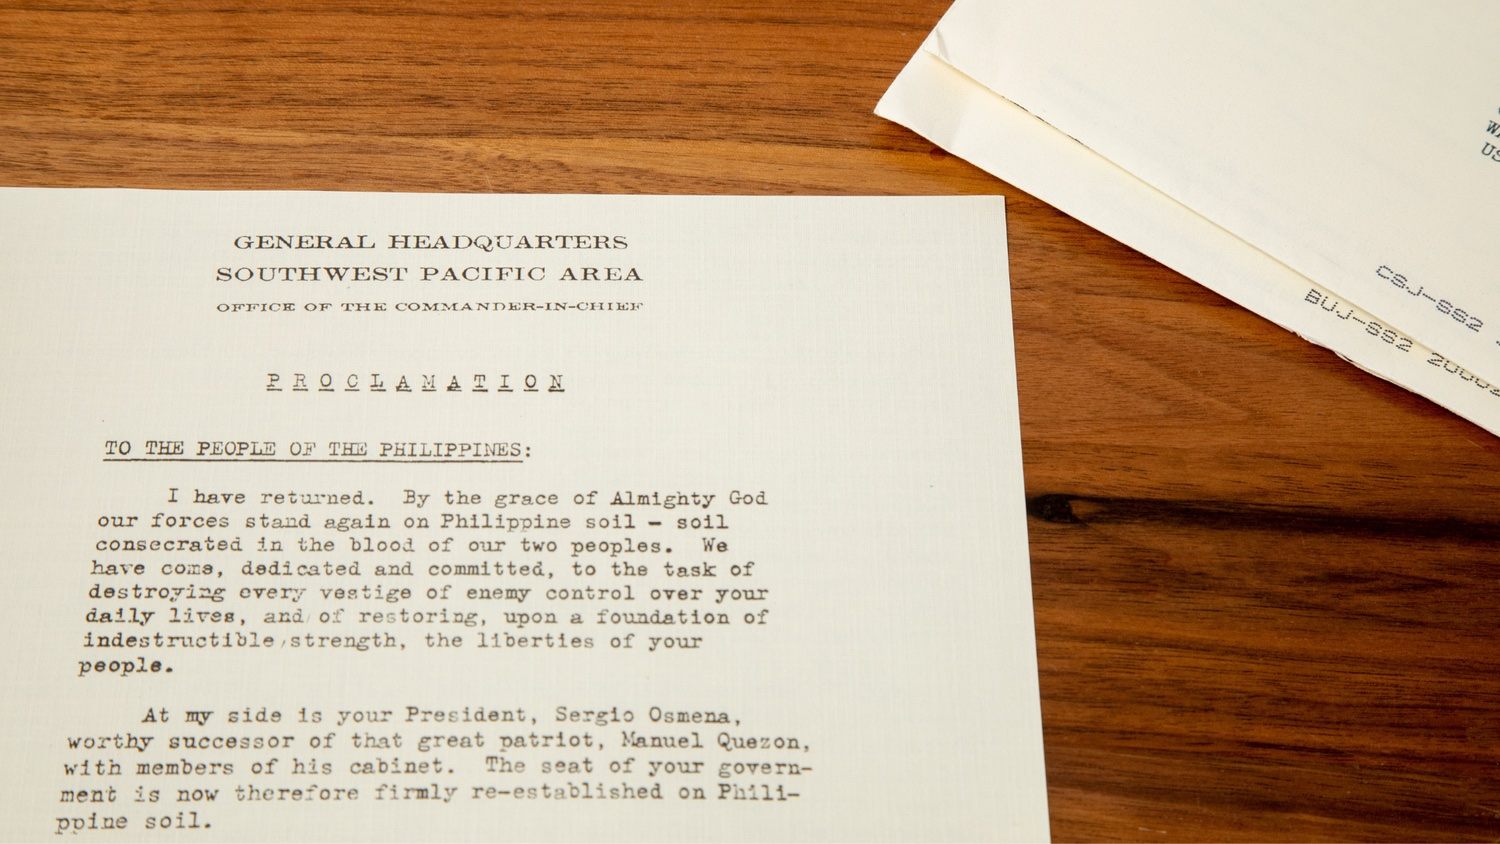 GENERAL HEADQUARTERS
SOUTHWEST PACIFIC AREA
OFFICE OF THE COMMANDER-IN-CHIEF
PROCLAMATION
TO THE PEOPLE OF THE PHILIPPINES:
I have returned. By the grace of Almighty God
our forces stand again on Philippine soil - soil
consecrated in the blood of our two peoples. We
have come, dedicated and committed, to the task of
destroying every vestige of enemy control over your
daily lives, and of restoring, upon a foundation of
indestructible strength, the liberties of your
people.
At my side is your President, Sergio Osmena,
worthy successor of that great patriot, Manuel Quezon,
with members of his cabinet. The seat of your govern-
ment is now therefore firmly re-established on Phili-
ppine soil.
CSJ-SS2
BUJ-SS2